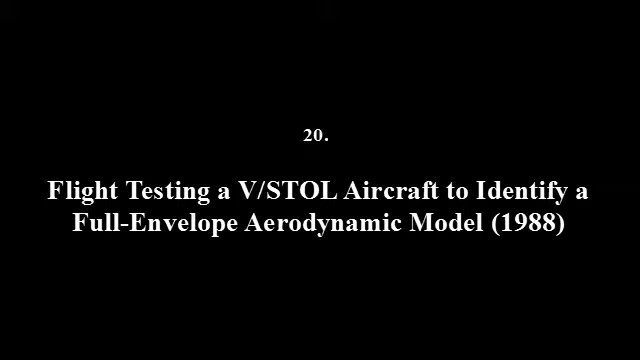 20.
Flight Testing a V/STOL Aircraft to Identify a
Full-Envelope Aerodynamic Model (1988)